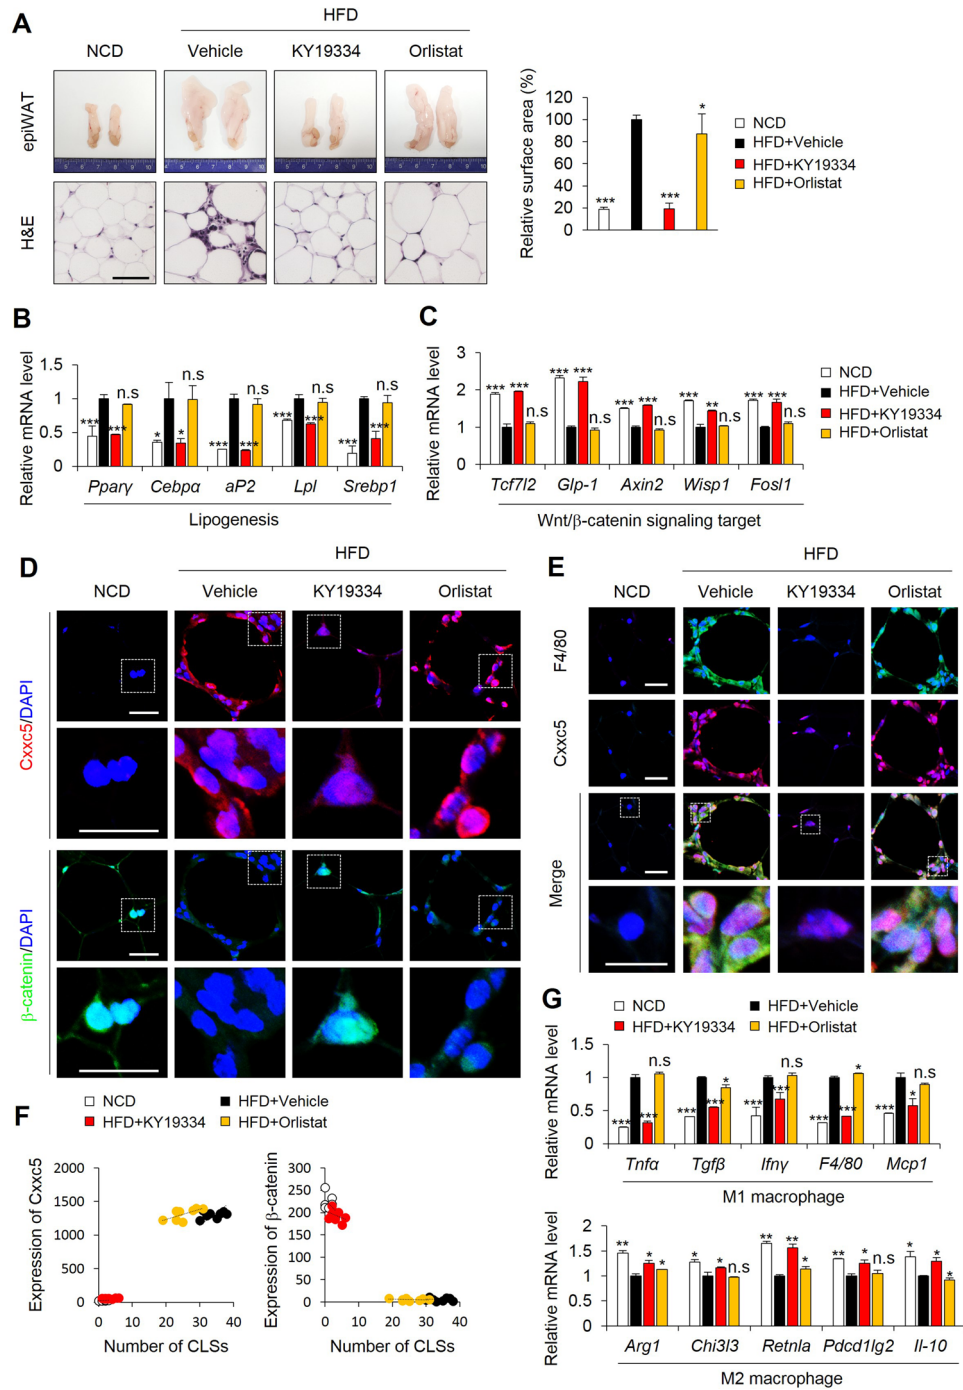 A
HFD
NCD
Vehicle
KY19334
Orlistat
epiWAT
H&E
Relative surface area (%)
120
100
80
60
40
20
0
***
***
*
NCD
HFD+Vehicle
HFD+KY19334
HFD+Orlistat
B
Relative mRNA level
1.5
1
0.5
0
*** *** n.s
* * n.s
*** *** n.s
*** *** n.s
*** *** n.s
Pparγ Cebpα aP2 Lpl Srebp1
Lipogenesis
C
Relative mRNA level
3
2
1
0
*** ***
*** *** n.s
*** *** n.s
*** ** n.s
*** *** n.s
Tcf7l2 Glp-1 Axin2 Wisp1 Fosl1
Wnt/β-catenin signaling target
NCD
HFD+Vehicle
HFD+KY19334
HFD+Orlistat
D
HFD
NCD Vehicle KY19334 Orlistat
Cxxc5/DAPI
β-catenin/DAPI
E
HFD
NCD Vehicle KY19334 Orlistat
F4/80
Cxxc5
Merge
F
NCD HFD+Vehicle
HFD+KY19334 HFD+Orlistat
Expression of Cxxc5
2000
1500
1000
500
0
0 10 20 30 40
Number of CLSs
Expression of β-catenin
300
250
200
150
100
50
0
0 10 20 30 40
Number of CLSs
G
NCD HFD+Vehicle
HFD+KY19334 HFD+Orlistat
Relative mRNA level
1.5
1
0.5
0
*** *** n.s
*** *** *
*** *** n.s
*** *** *
*** * n.s
Tnfα Tgfβ Ifnγ F4/80 Mcp1
M1 macrophage
Relative mRNA level
2
1.5
1
0.5
0
** * *
* * n.s
** ** *
** * n.s
* * *
Arg1 Chi3l3 Retnla Pdcd1lg2 Il-10
M2 macrophage